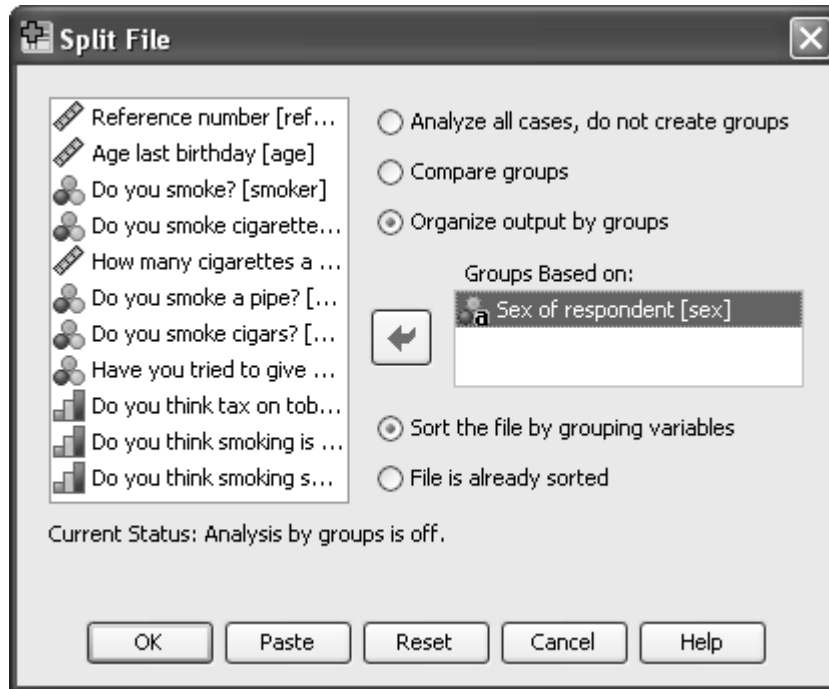 Split File
Reference number [ref...
Age last birthday [age]
Do you smoke? [smoker]
Do you smoke cigarette...
How many cigarettes a ...
Do you smoke a pipe? [...
Do you smoke cigars? [...
Have you tried to give ...
Do you think tax on tob...
Do you think smoking is ...
Do you think smoking s...
Analyze all cases, do not create groups
Compare groups
Organize output by groups
Groups Based on:
a Sex of respondent [sex]
Sort the file by grouping variables
File is already sorted
Current Status: Analysis by groups is off.
OK
Paste
Reset
Cancel
Help